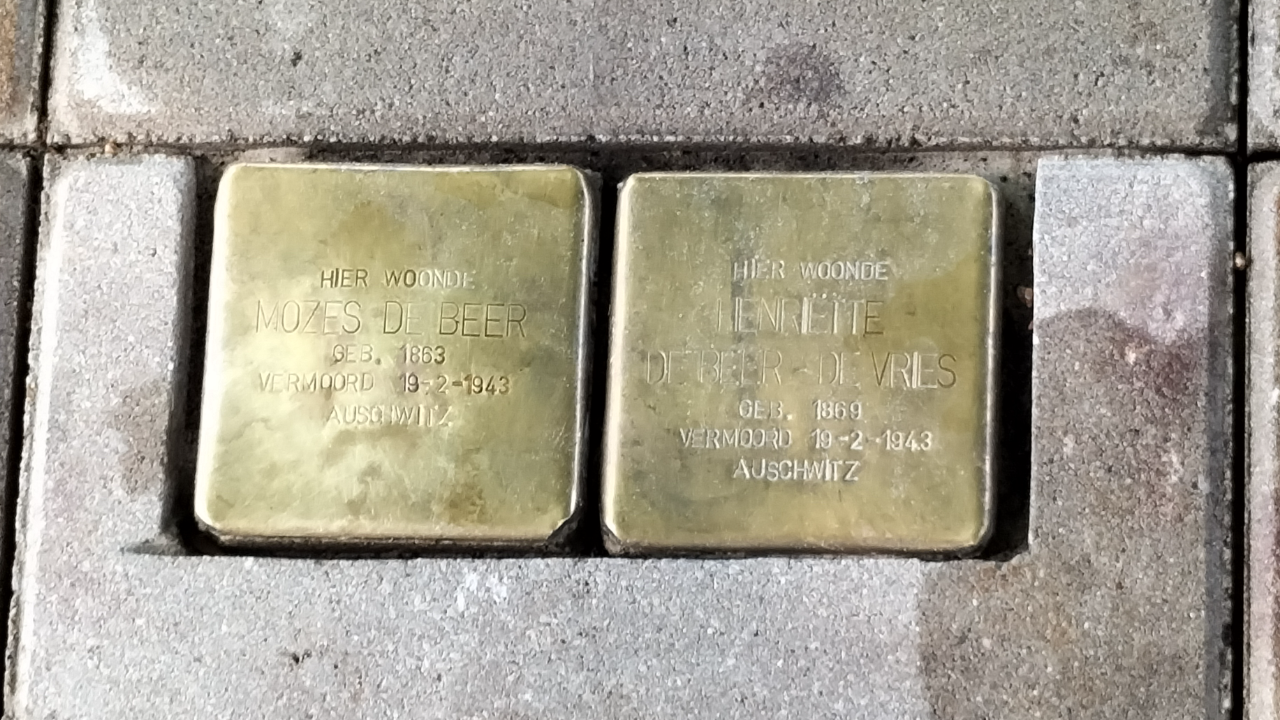 HIER WOONDE
MOZES DE BEER
GEB. 1863
VERMOORD 19-2-1943
AUSCHWITZ
HIER WOONDE
HENRIËTTE
DE BEER - DE VRIES
GEB. 1869
VERMOORD 19-2-1943
AUSCHWITZ